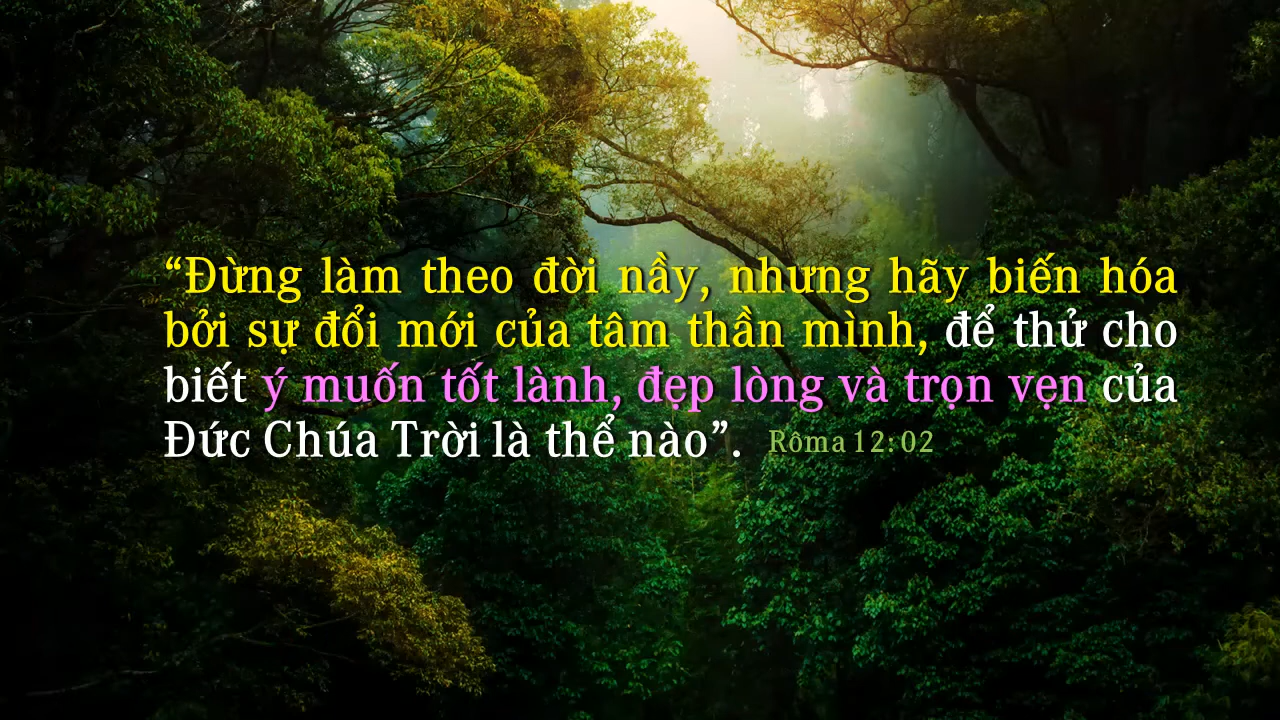 “Đừng làm theo đời nầy, nhưng hãy biến hóa
bởi sự đổi mới của tâm thần mình, để thử cho
biết ý muốn tốt lành, đẹp lòng và trọn vẹn của
Đức Chúa Trời là thể nào”. Rôma 12:02